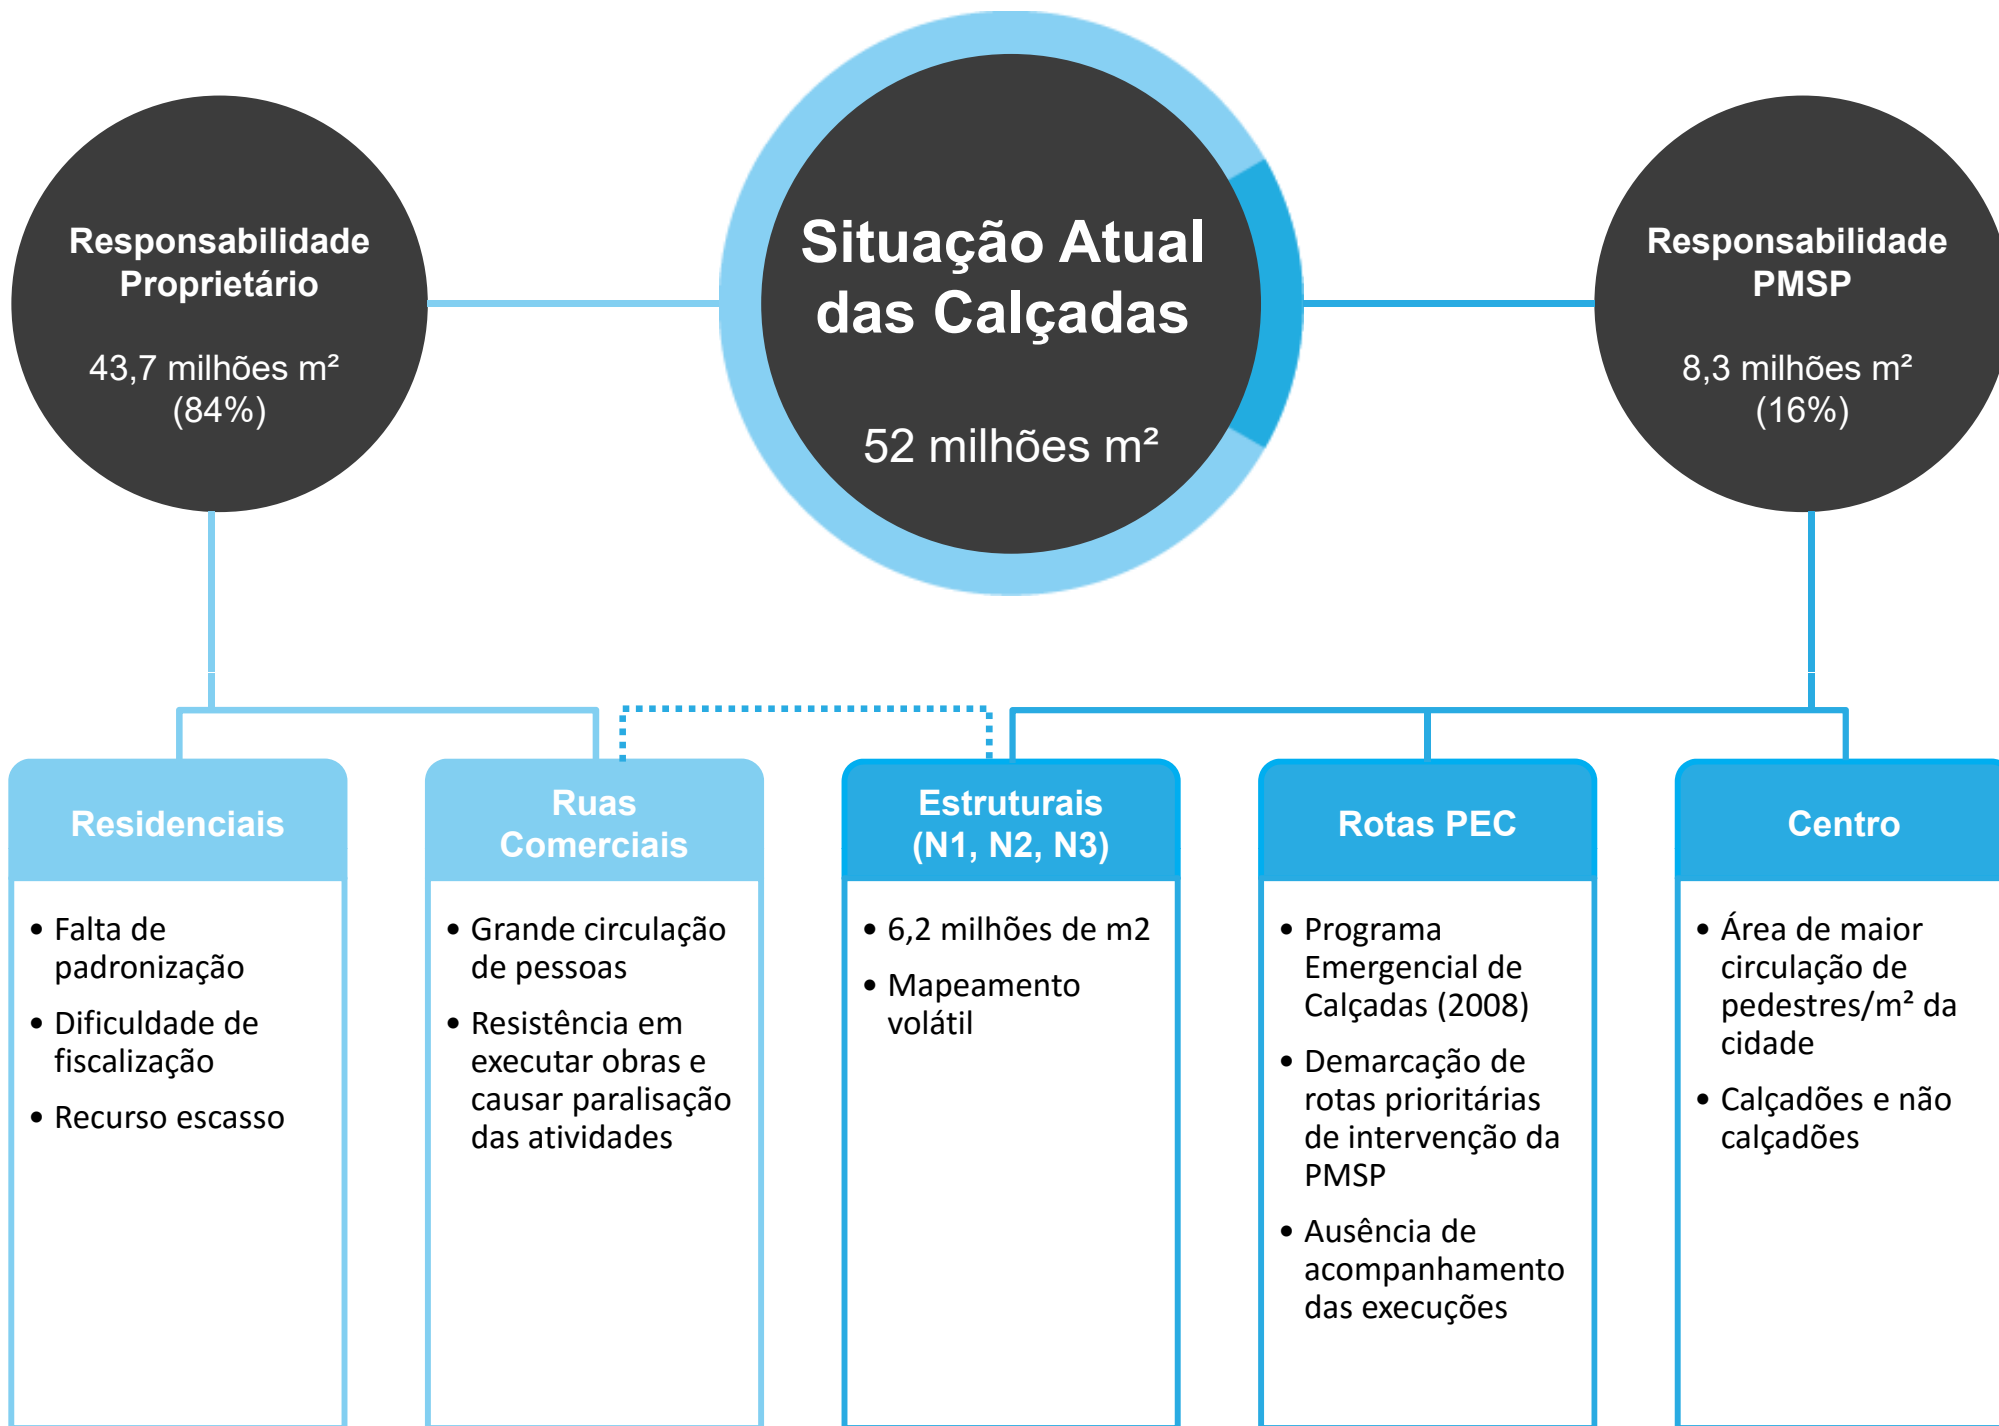 Responsabilidade
Proprietário
43,7 milhões m²
(84%)
Situação Atual
das Calçadas
52 milhões m²
Responsabilidade
PMSP
8,3 milhões m²
(16%)
Residenciais
• Falta de
padronização
• Dificuldade de
fiscalização
• Recurso escasso
Ruas
Comerciais
• Grande circulação
de pessoas
• Resistência em
executar obras e
causar paralisação
das atividades
Estruturais
(N1, N2, N3)
• 6,2 milhões de m2
• Mapeamento
volátil
Rotas PEC
• Programa
Emergencial de
Calçadas (2008)
• Demarcação de
rotas prioritárias
de intervenção da
PMSP
• Ausência de
acompanhamento
das execuções
Centro
• Área de maior
circulação de
pedestres/m² da
cidade
• Calçadões e não
calçadões